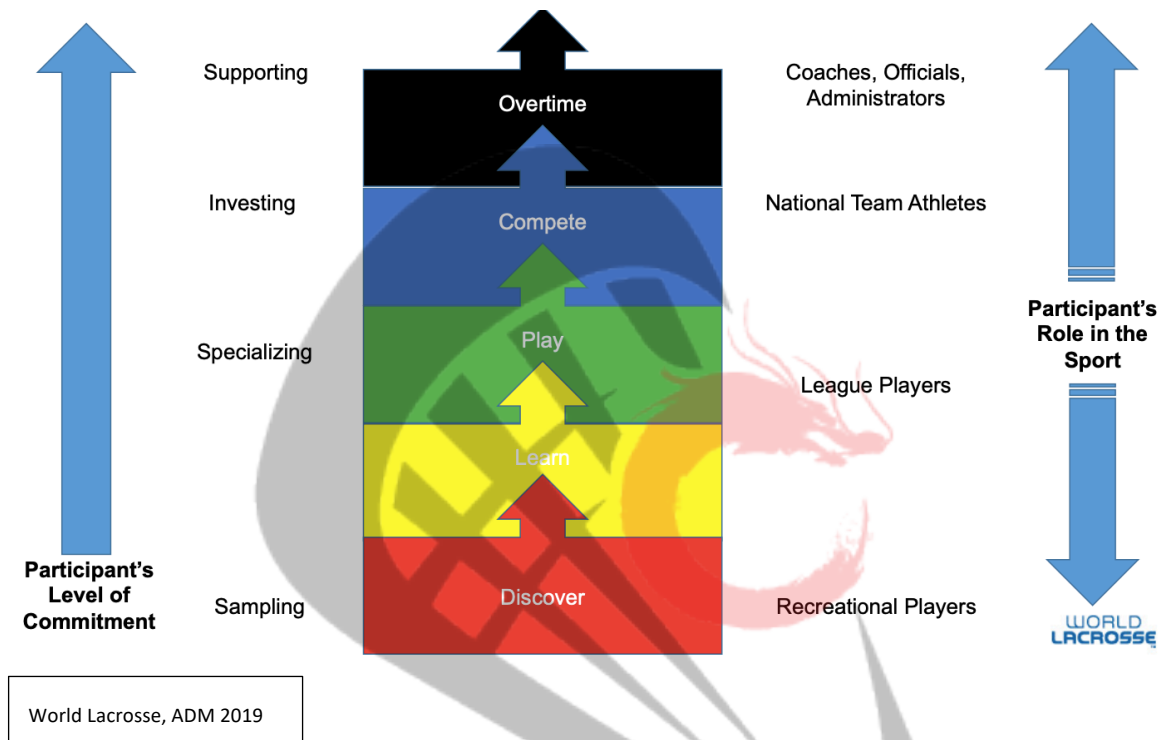 Supporting
Overtime
Coaches, Officials,
Administrators
Investing
Compete
National Team Athletes
Specializing
Play
League Players
Participant’s
Role in the
Sport
Learn
Participant’s
Level of
Commitment
Sampling
Discover
Recreational Players
WORLD
LACROSSE™
World Lacrosse, ADM 2019